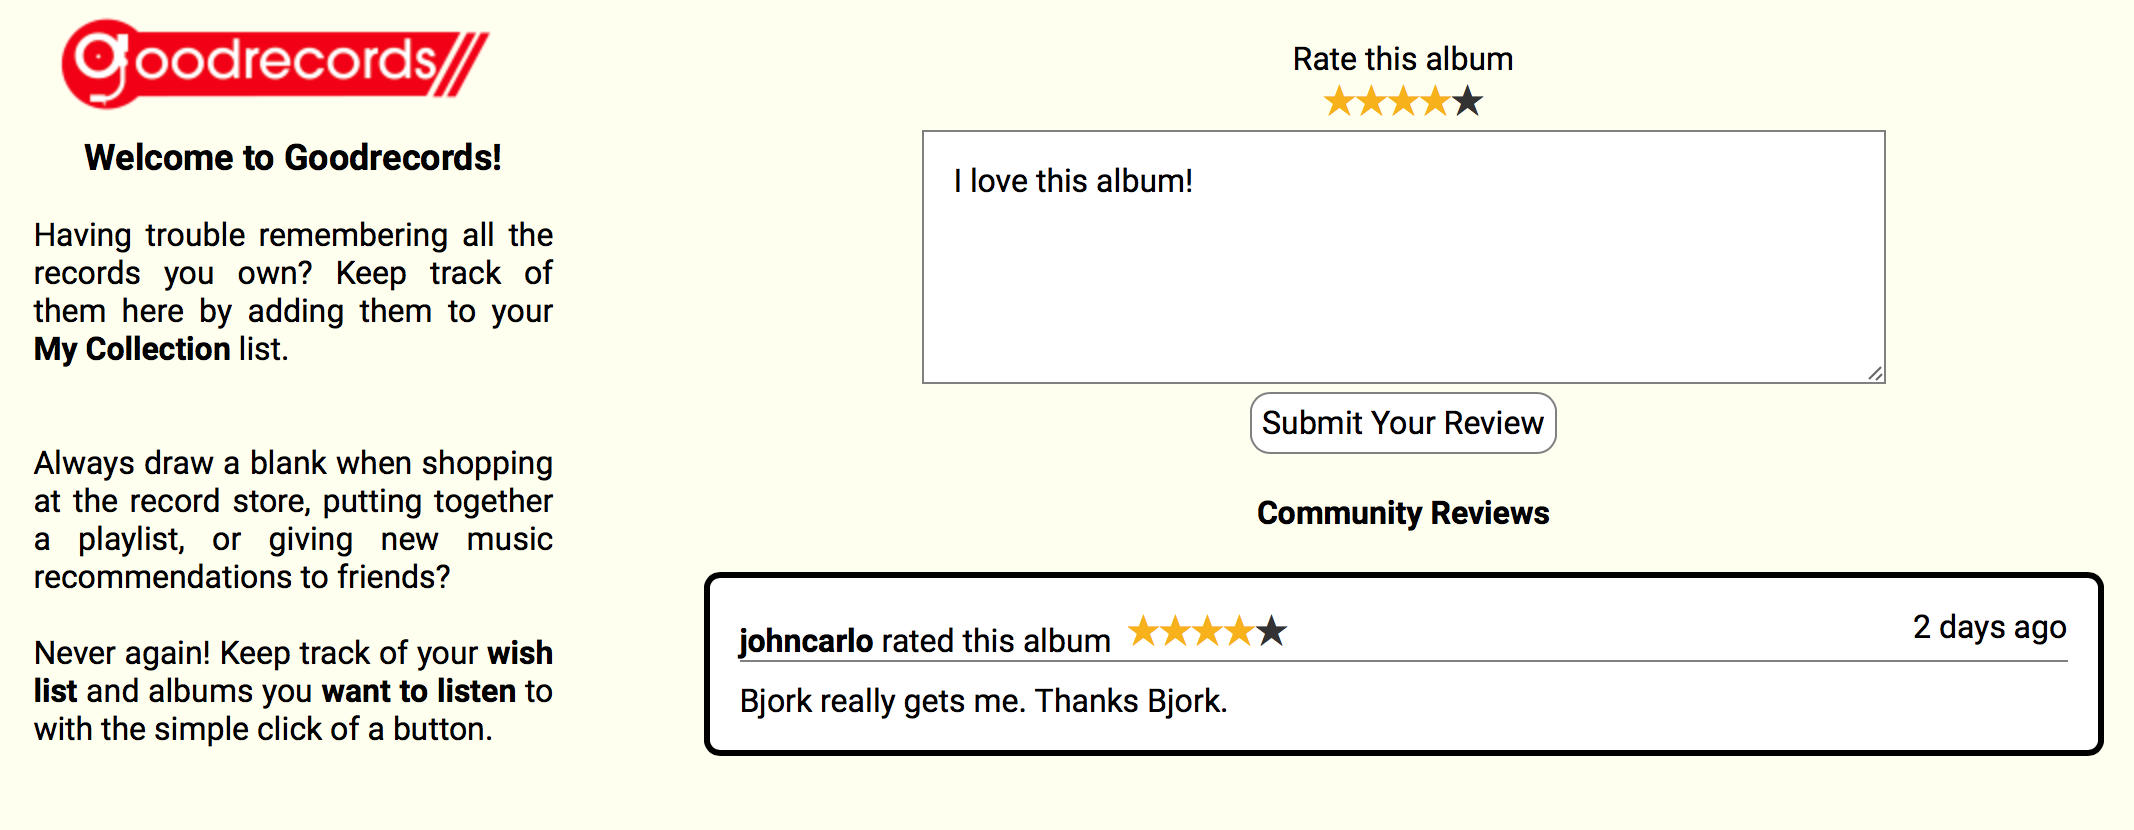 goodrecords
Welcome to Goodrecords!
Having trouble remembering all the
records you own? Keep track of
them here by adding them to your
My Collection list.
Always draw a blank when shopping
at the record store, putting together
a playlist, or giving new music
recommendations to friends?
Never again! Keep track of your wish
list and albums you want to listen to
with the simple click of a button.
Rate this album
I love this album!
Submit Your Review
Community Reviews
johncarlo rated this album
2 days ago
Bjork really gets me. Thanks Bjork.